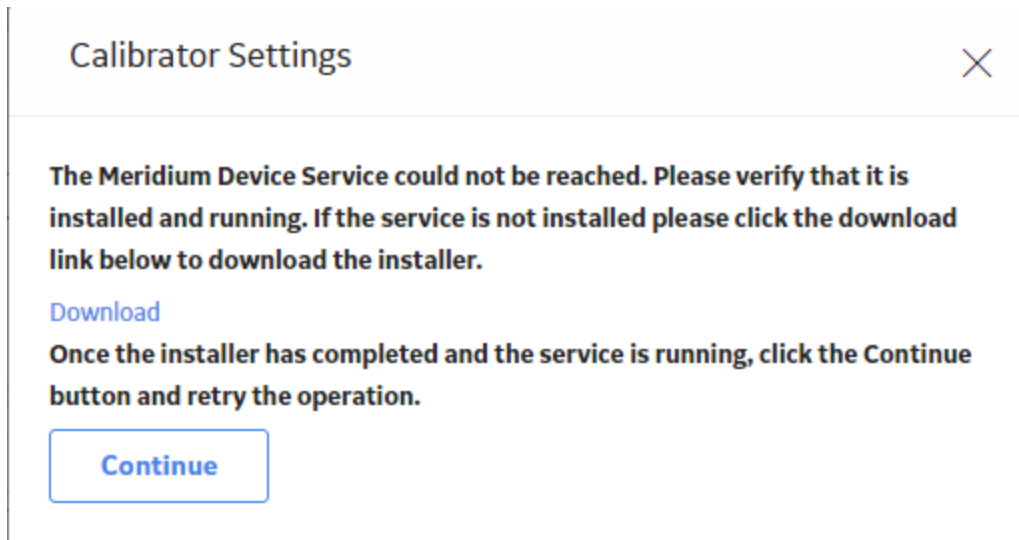 Calibrator Settings
The Meridium Device Service could not be reached. Please verify that it is
installed and running. If the service is not installed please click the download
link below to download the installer.
Download
Once the installer has completed and the service is running, click the Continue
button and retry the operation.
Continue